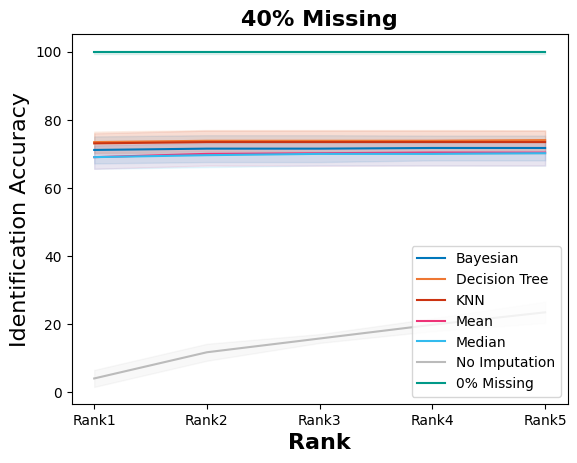 40% Missing
Identification Accuracy
100
80
60
40
20
0
Bayesian
Decision Tree
KNN
Mean
Median
No Imputation
0% Missing
Rank1 Rank2 Rank3 Rank4 Rank5
Rank